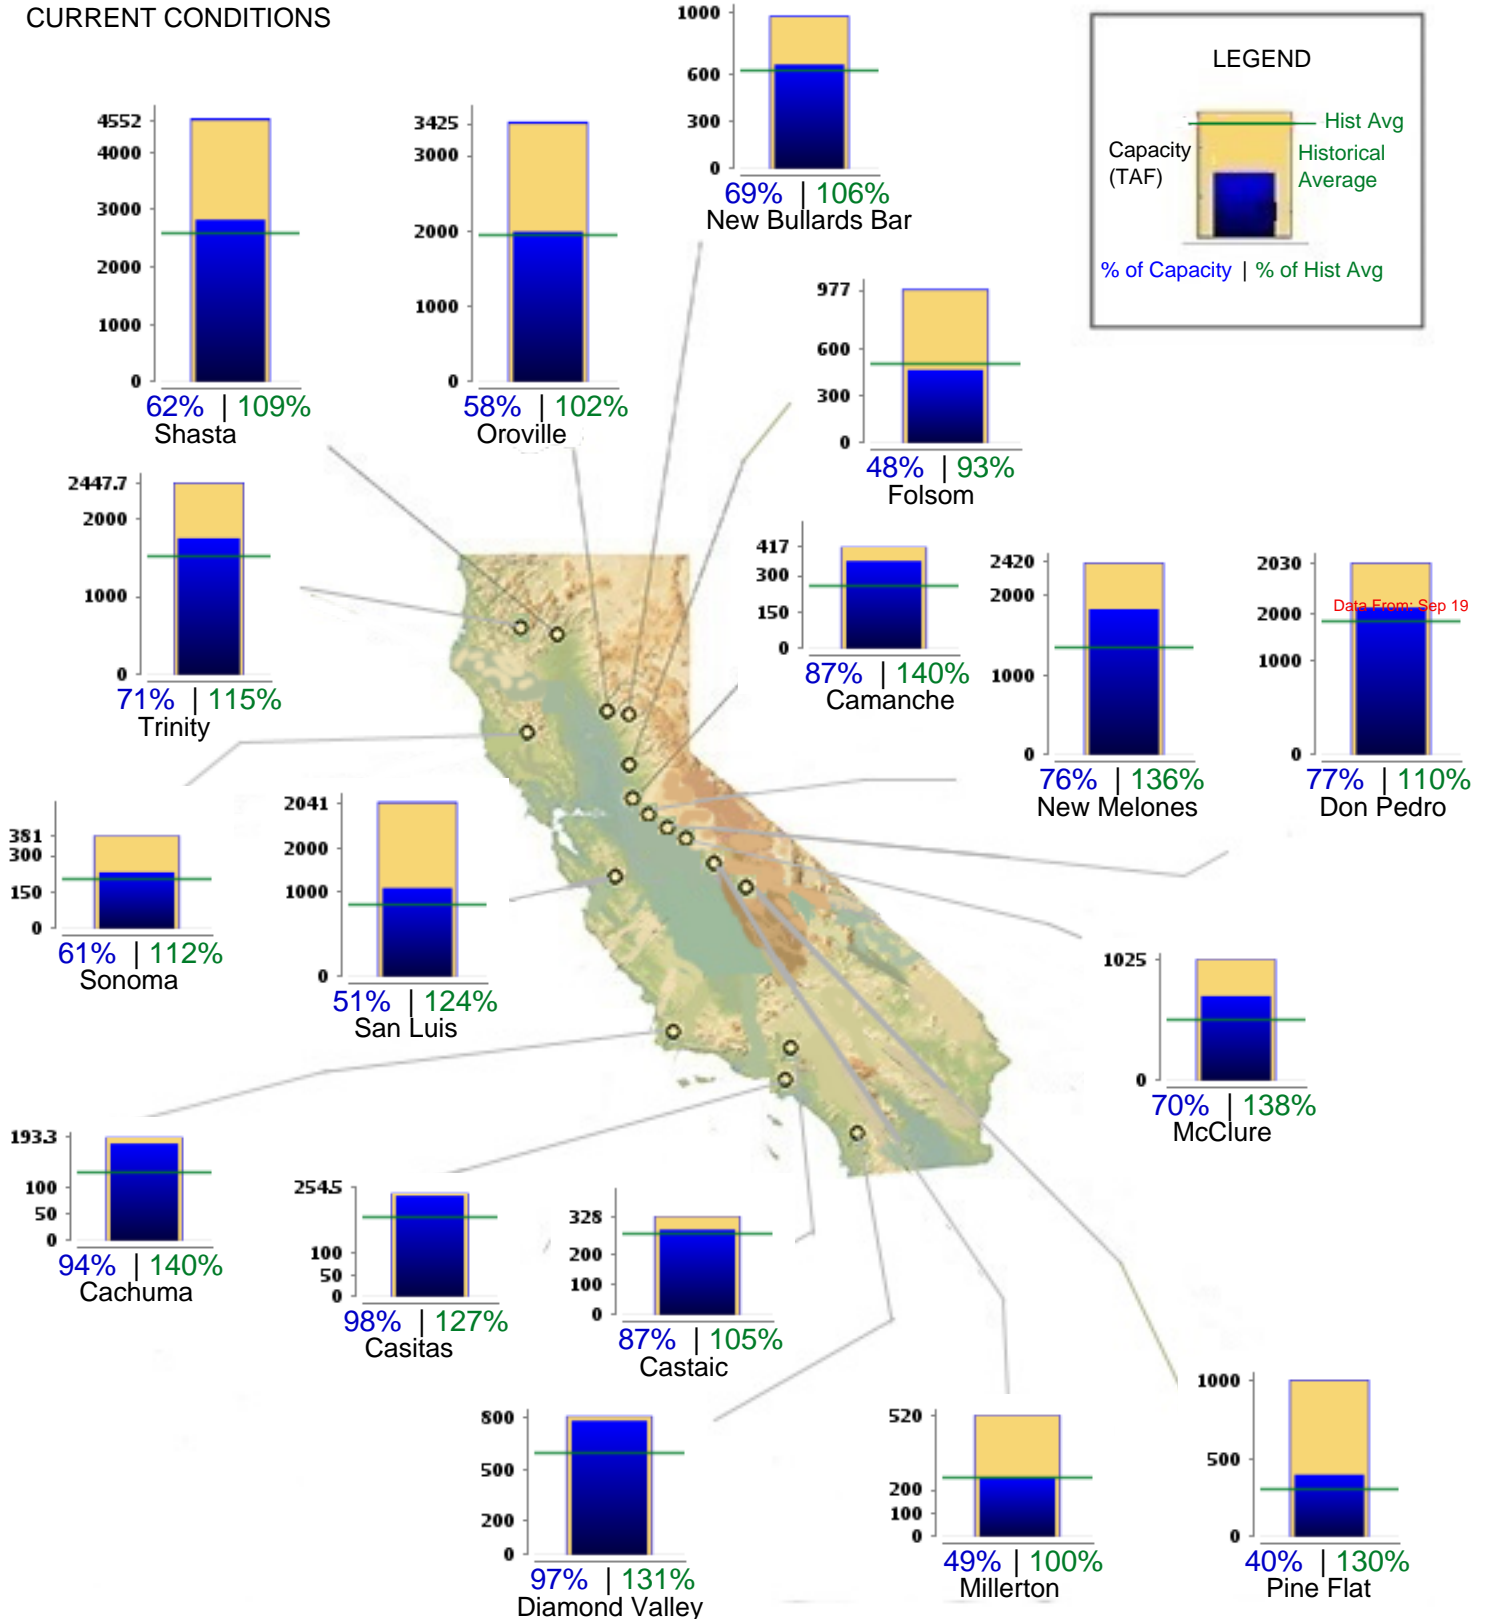 CURRENT CONDITIONS
1000
600
300
0
69% | 106%
New Bullards Bar
LEGEND
Hist Avg
Capacity
(TAF)
Historical
Average
% of Capacity | % of Hist Avg
4552
4000
3000
2000
1000
0
62% | 109%
Shasta
3425
3000
2000
1000
0
58% | 102%
Oroville
977
600
300
0
48% | 93%
Folsom
2447.7
2000
1000
0
71% | 115%
Trinity
417
300
150
0
87% | 140%
Camanche
2420
2000
1000
0
76% | 136%
New Melones
2030
2000
1000
0
Data From: Sep 19
77% | 110%
Don Pedro
381
300
150
0
61% | 112%
Sonoma
2041
2000
1000
0
51% | 124%
San Luis
1025
0
70% | 138%
McClure
193.3
100
50
0
94% | 140%
Cachuma
254.5
100
50
0
98% | 127%
Casitas
328
200
100
0
87% | 105%
Castaic
800
500
200
0
97% | 131%
Diamond Valley
520
200
100
0
49% | 100%
Millerton
1000
500
0
40% | 130%
Pine Flat